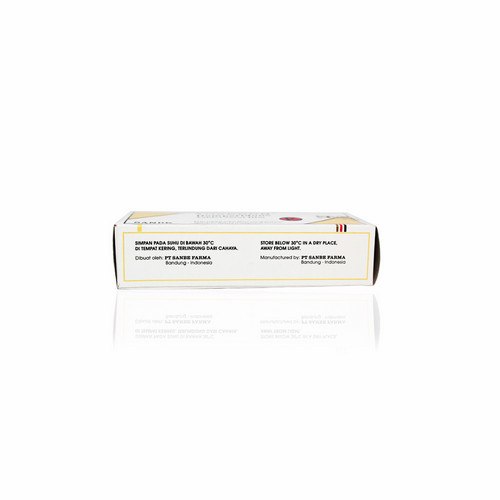 SANBE
SIMPAN PADA SUHU DI BAWAH 30°C
DI TEMPAT KERING, TERLINDUNG DARI CAHAYA.
Dibuat oleh: PT SANBE FARMA
Bandung - Indonesia
STORE BELOW 30°C IN A DRY PLACE,
AWAY FROM LIGHT.
Manufactured by: PT SANBE FARMA
Bandung - Indonesia